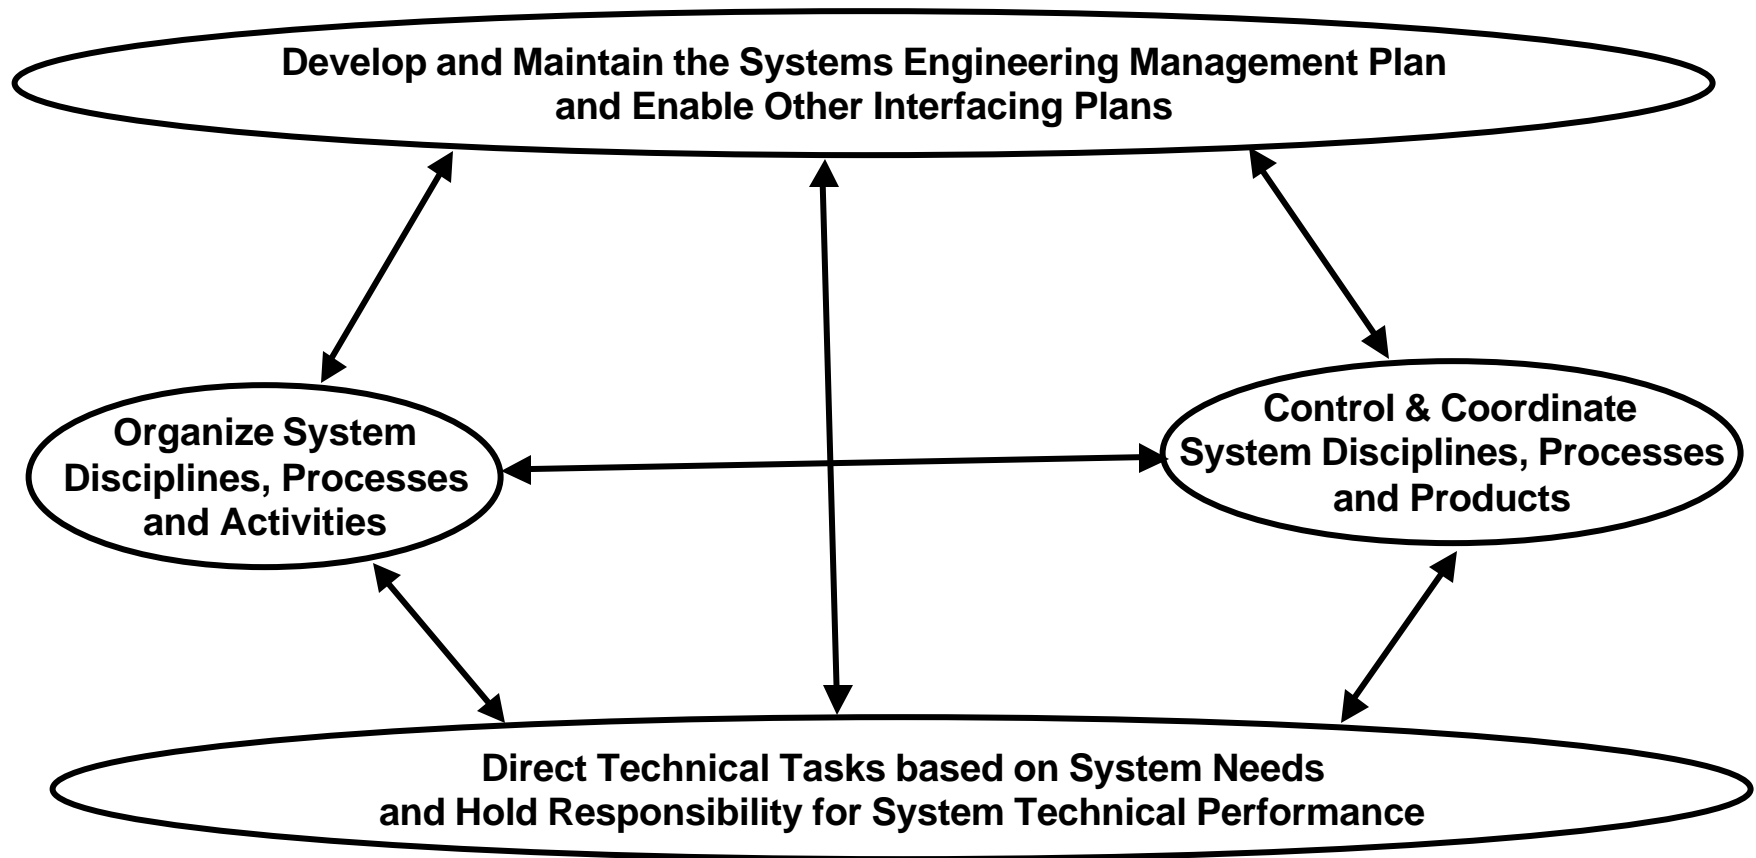 Develop and Maintain the Systems Engineering Management Plan
and Enable Other Interfacing Plans
Organize System
Disciplines, Processes
and Activities
Control & Coordinate
System Disciplines, Processes
and Products
Direct Technical Tasks based on System Needs
and Hold Responsibility for System Technical Performance